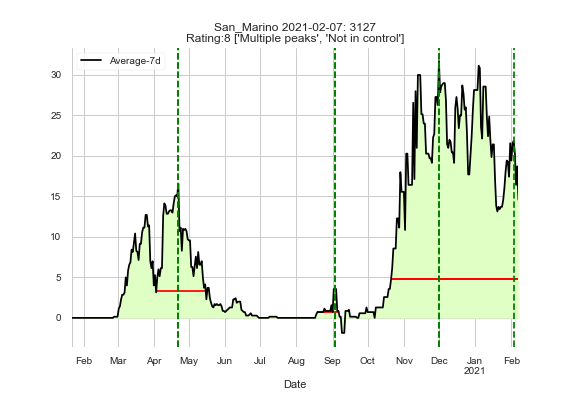 San_Marino 2021-02-07: 3127
Rating:8 ['Multiple peaks', 'Not in control']
Average-7d
30
25
20
15
10
5
0
Feb Mar Apr May Jun Jul Aug Sep Oct Nov Dec Jan Feb
2021
Date